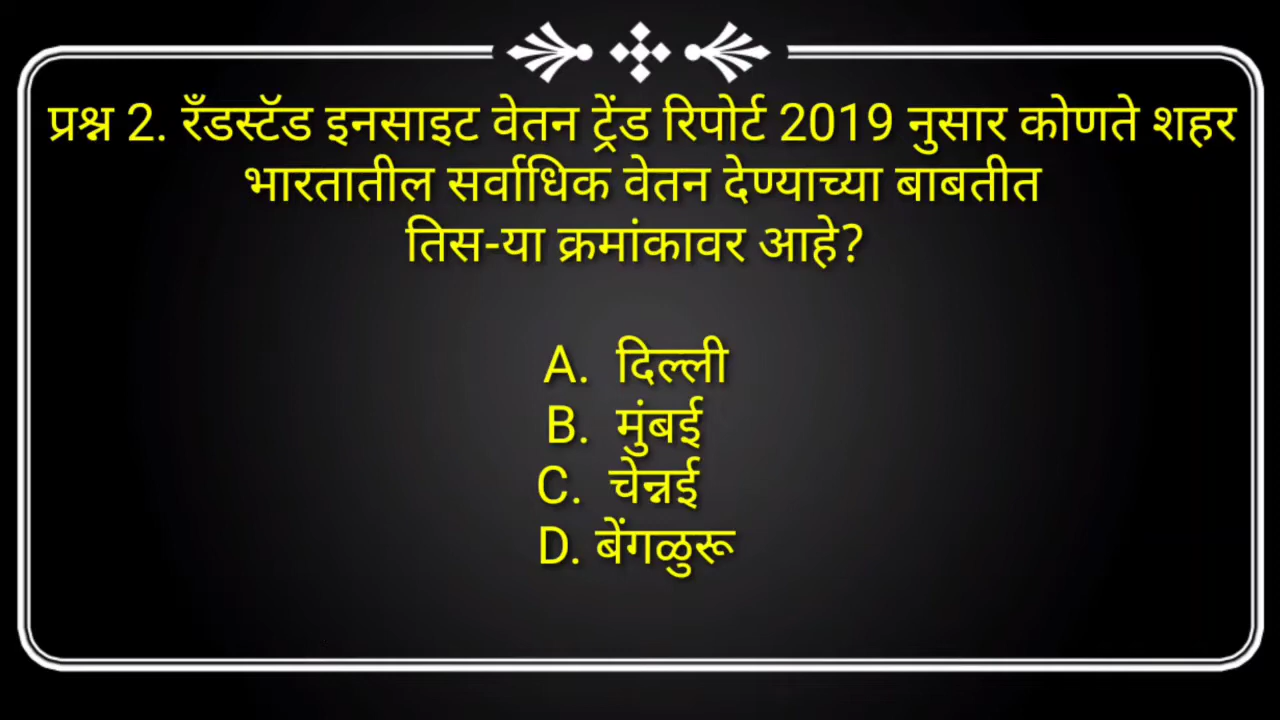 प्रश्न 2. रँडस्टॅड इनसाइट वेतन ट्रेंड रिपोर्ट 2019 नुसार कोणते शहर
भारतातील सर्वाधिक वेतन देण्याच्या बाबतीत
तिस-या क्रमांकावर आहे?
A. दिल्ली
B. मुंबई
C. चेन्नई
D. बेंगळुरू